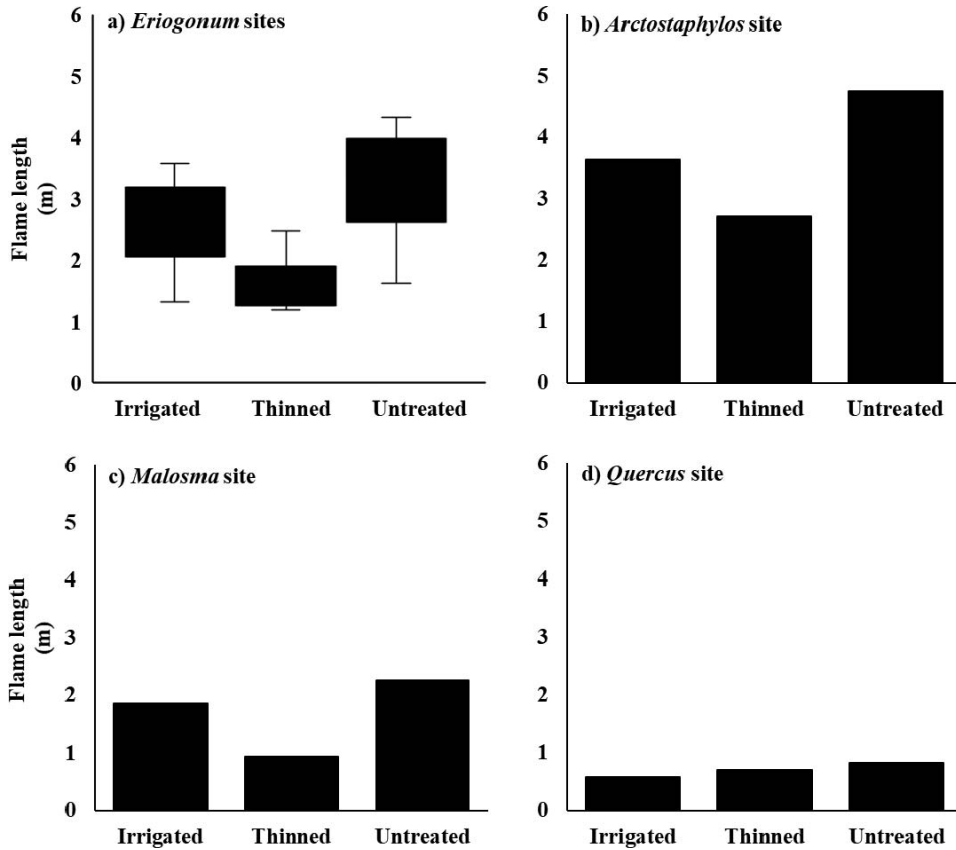 a) Eriogonum sites
6
5
4
3
2
1
0
Flame length
(m)
Irrigated Thinned Untreated
b) Arctostaphylos site
6
5
4
3
2
1
0
Irrigated Thinned Untreated
c) Malosma site
6
5
4
3
2
1
0
Flame length
(m)
Irrigated Thinned Untreated
d) Quercus site
6
5
4
3
2
1
0
Irrigated Thinned Untreated